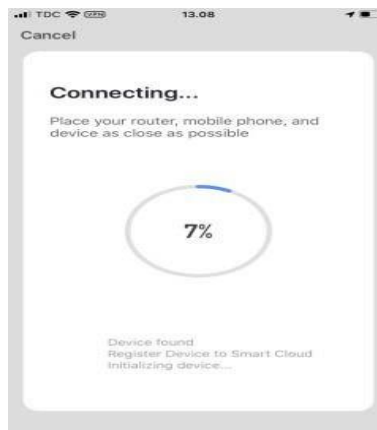 TDC VPN 13.08
Cancel
Connecting...
Place your router, mobile phone, and
device as close as possible
7%
Device found
Register Device to Smart Cloud
Initializing device...